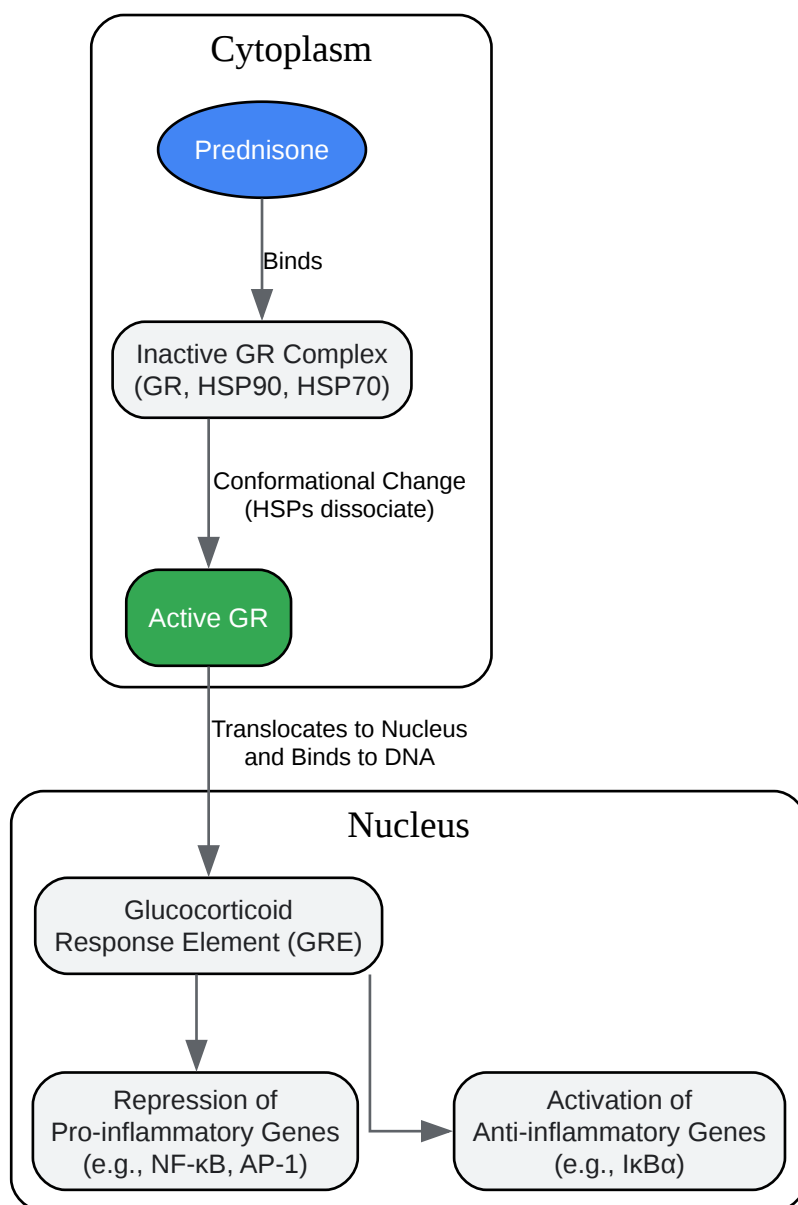 Cytoplasm
Prednisone
Binds
Inactive GR Complex
(GR, HSP90, HSP70)
Conformational Change
(HSPs dissociate)
Active GR
Translocates to Nucleus
and Binds to DNA
Nucleus
Glucocorticoid
Response Element (GRE)
Repression of
Pro-inflammatory Genes
(e.g., NF-κB, AP-1)
Activation of
Anti-inflammatory Genes
(e.g., IκBα)